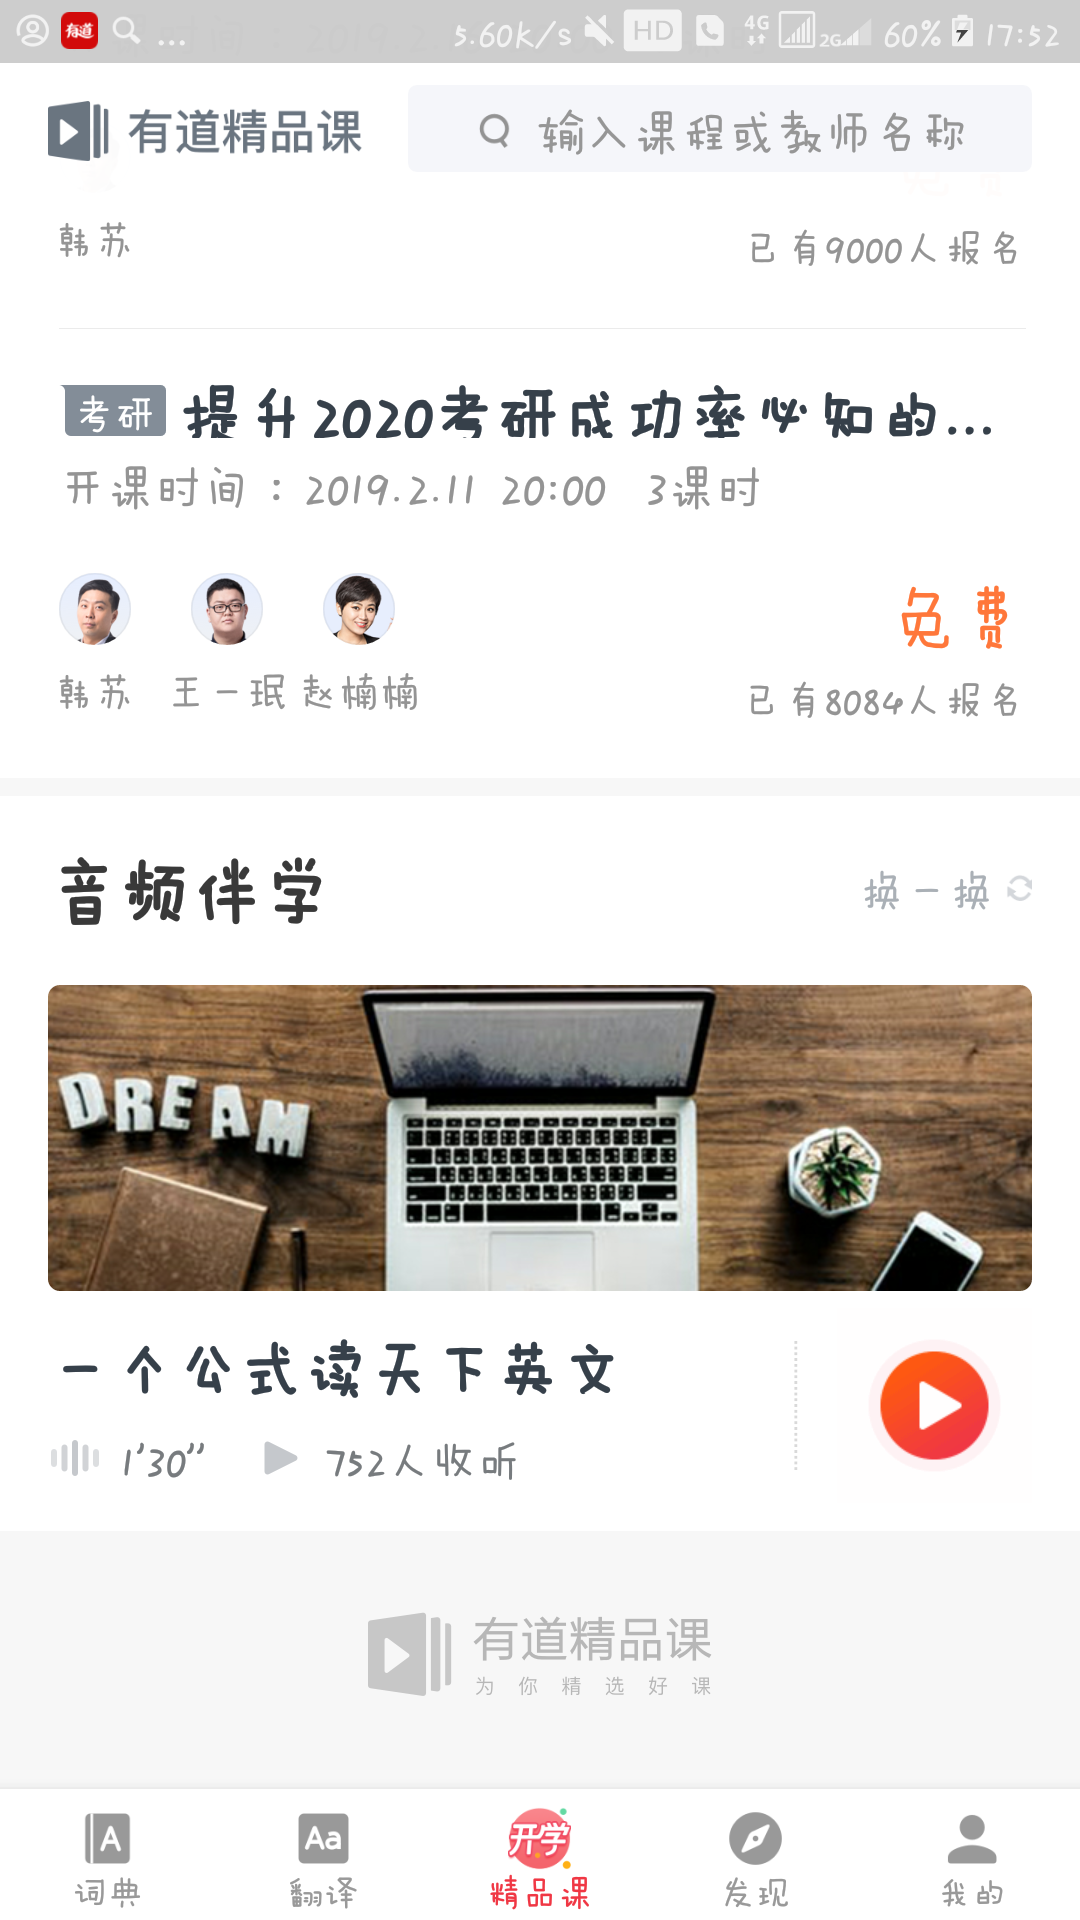 有道 ... 5.60k/s HD 4G 2G 60% 17:52
有道精品课 输入课程或教师名称
韩苏 已有9000人报名
考研 提升2020考研成功率必知的...
开课时间：2019.2.11 20:00 3课时
免费
韩苏 王一珉 赵楠楠 已有8084人报名
音频伴学 换一换
DREAM
一个公式读天下英文
1'30" 752人收听
有道精品课
为你精选好课
A Aa 开学
词典 翻译 精品课 发现 我的